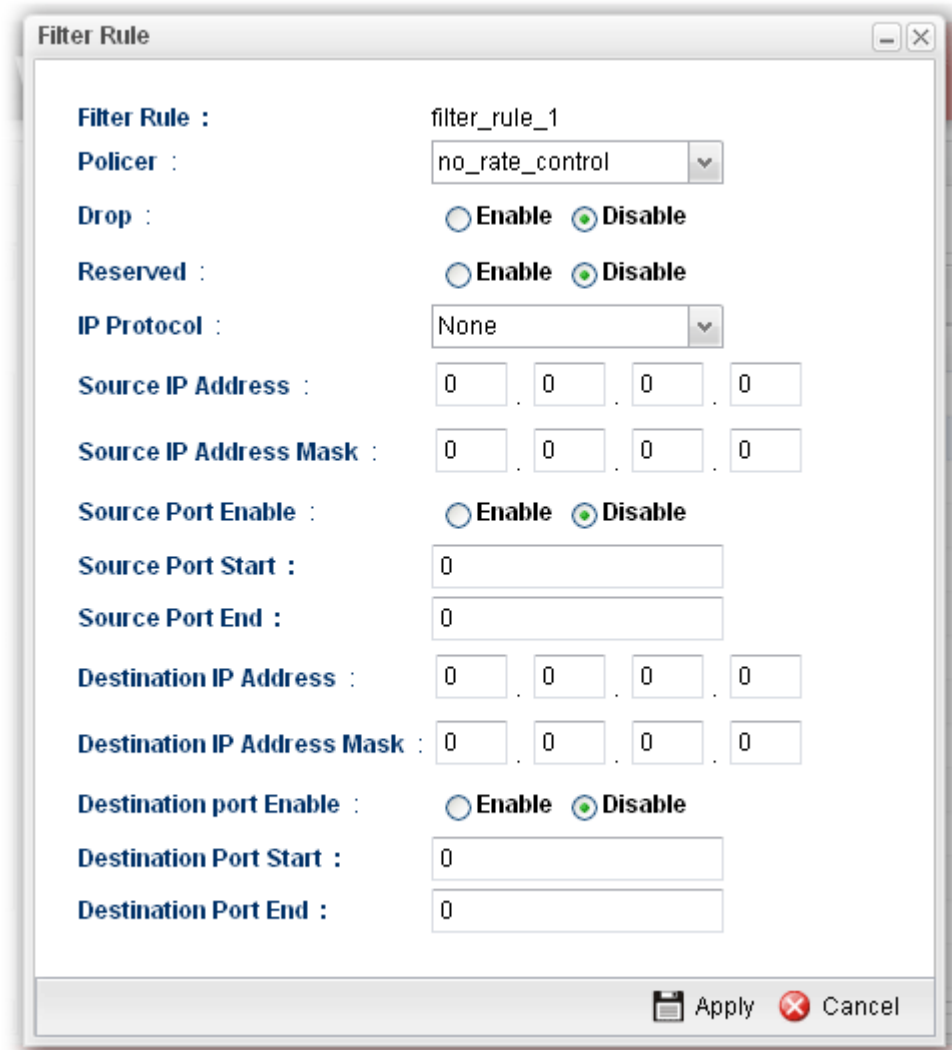 Filter Rule
Filter Rule : filter_rule_1
Policer : no_rate_control
Drop : Enable Disable
Reserved : Enable Disable
IP Protocol : None
Source IP Address : 0 . 0 . 0 . 0
Source IP Address Mask : 0 . 0 . 0 . 0
Source Port Enable : Enable Disable
Source Port Start : 0
Source Port End : 0
Destination IP Address : 0 . 0 . 0 . 0
Destination IP Address Mask : 0 . 0 . 0 . 0
Destination port Enable : Enable Disable
Destination Port Start : 0
Destination Port End : 0
Apply Cancel